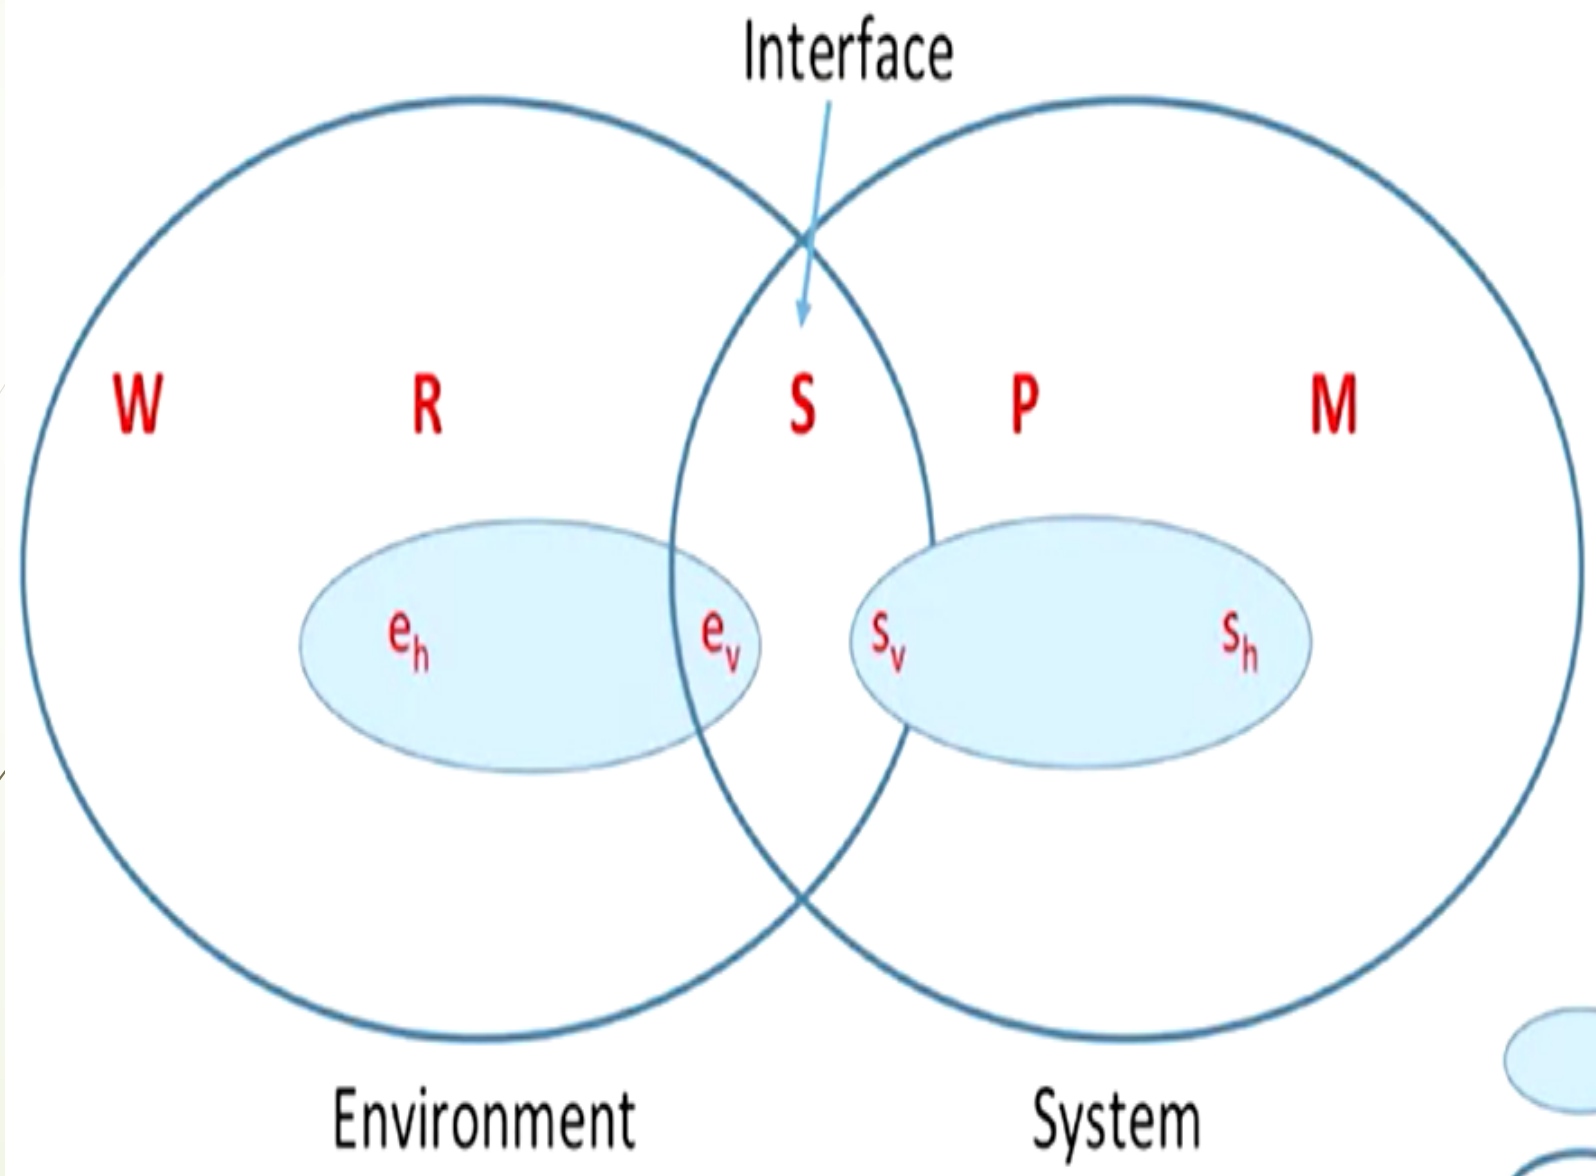 Interface
W R S P M
eₕ eᵥ sᵥ sₕ
Environment System